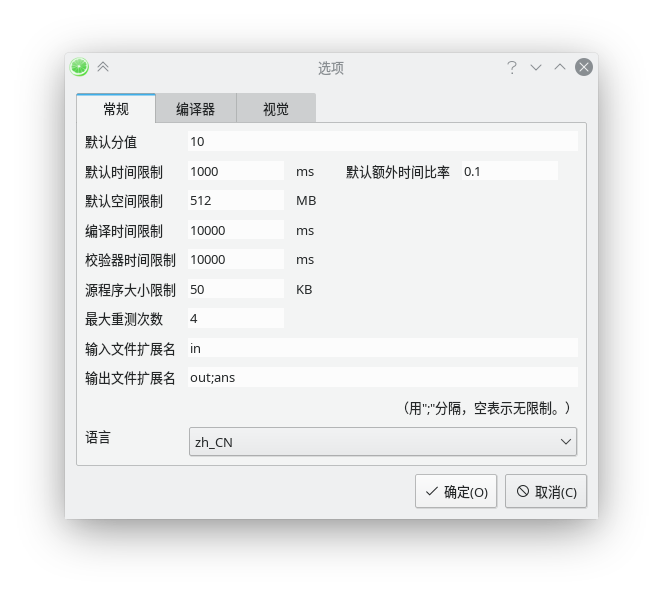 选项
常规 编译器 视觉
默认分值 10
默认时间限制 1000 ms 默认额外时间比率 0.1
默认空间限制 512 MB
编译时间限制 10000 ms
校验器时间限制 10000 ms
源程序大小限制 50 KB
最大重测次数 4
输入文件扩展名 in
输出文件扩展名 out;ans
（用";"分隔，空表示无限制。）
语言 zh_CN
确定(O) 取消(C)